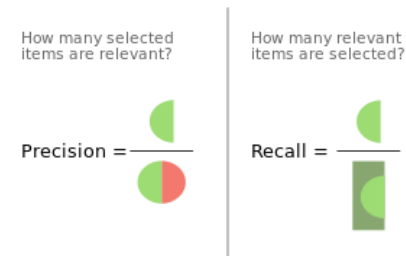 How many selected
items are relevant?
Precision =
How many relevant
items are selected?
Recall =